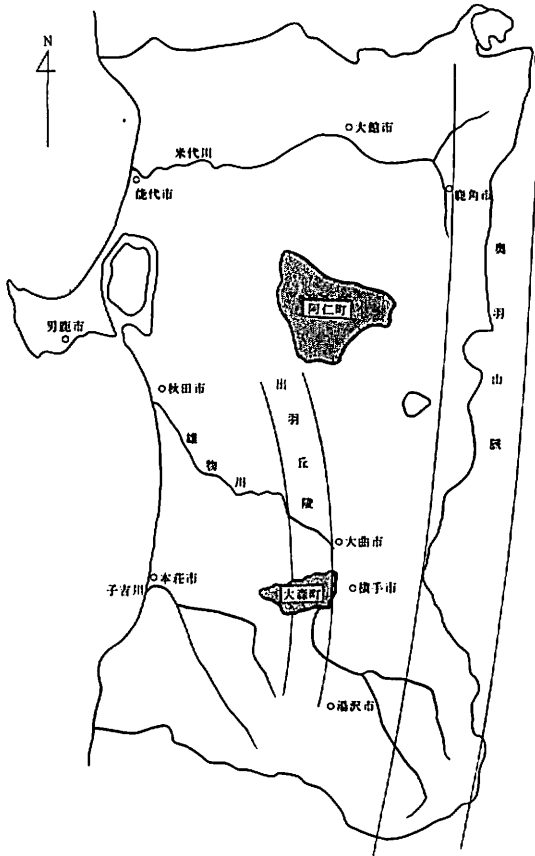 N
大館市
米代川
能代市
鹿角市
奥羽山脈
阿仁町
男鹿市
秋田市
出羽丘陵
雄物川
大曲市
本荘市
子吉川
大森町
横手市
湯沢市